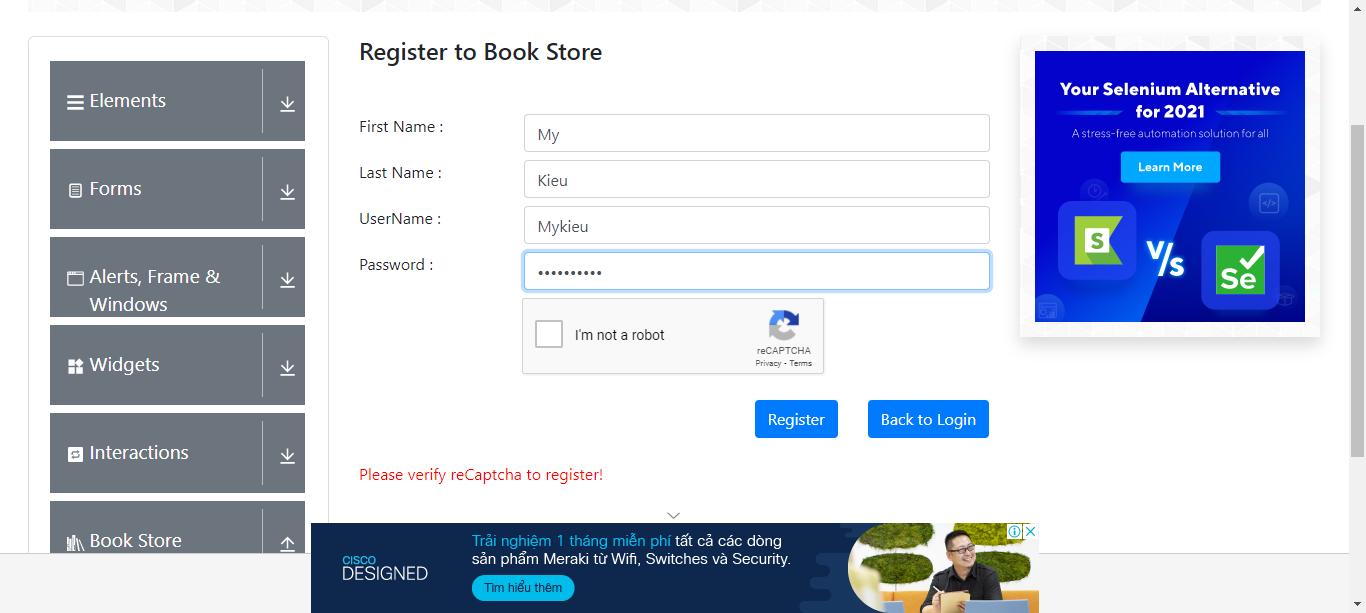 Register to Book Store
Elements
Forms
Alerts, Frame &
Windows
Widgets
Interactions
Book Store
First Name :
My
Last Name :
Kieu
UserName :
Mykieu
Password :
••••••••••
I'm not a robot
reCAPTCHA
Privacy - Terms
Register
Back to Login
Please verify reCaptcha to register!
Your Selenium Alternative
for 2021
A stress-free automation solution for all
Learn More
S
V/s
Se
CISCO
DESIGNED
Trải nghiệm 1 tháng miễn phí tất cả các dòng
sản phẩm Meraki từ Wifi, Switches và Security.
Tìm hiểu thêm